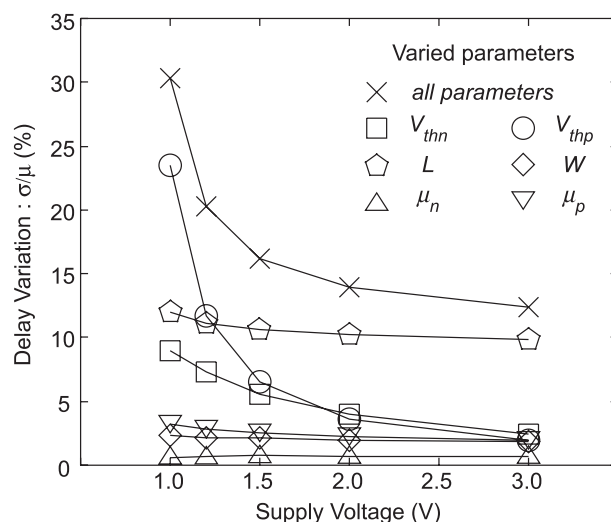 35
30
25
20
15
10
5
0
Delay Variation : σ/μ (%)
Varied parameters
all parameters
V_thn V_thp
L W
μ_n μ_p
1.0 1.5 2.0 2.5 3.0
Supply Voltage (V)